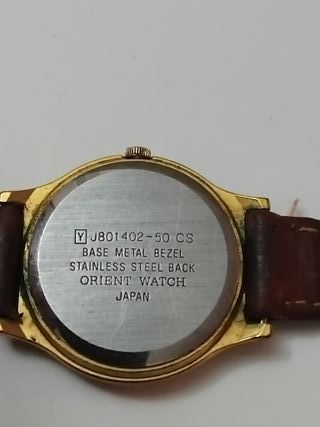 Y J801402-50 CS
BASE METAL BEZEL
STAINLESS STEEL BACK
ORIENT WATCH
JAPAN